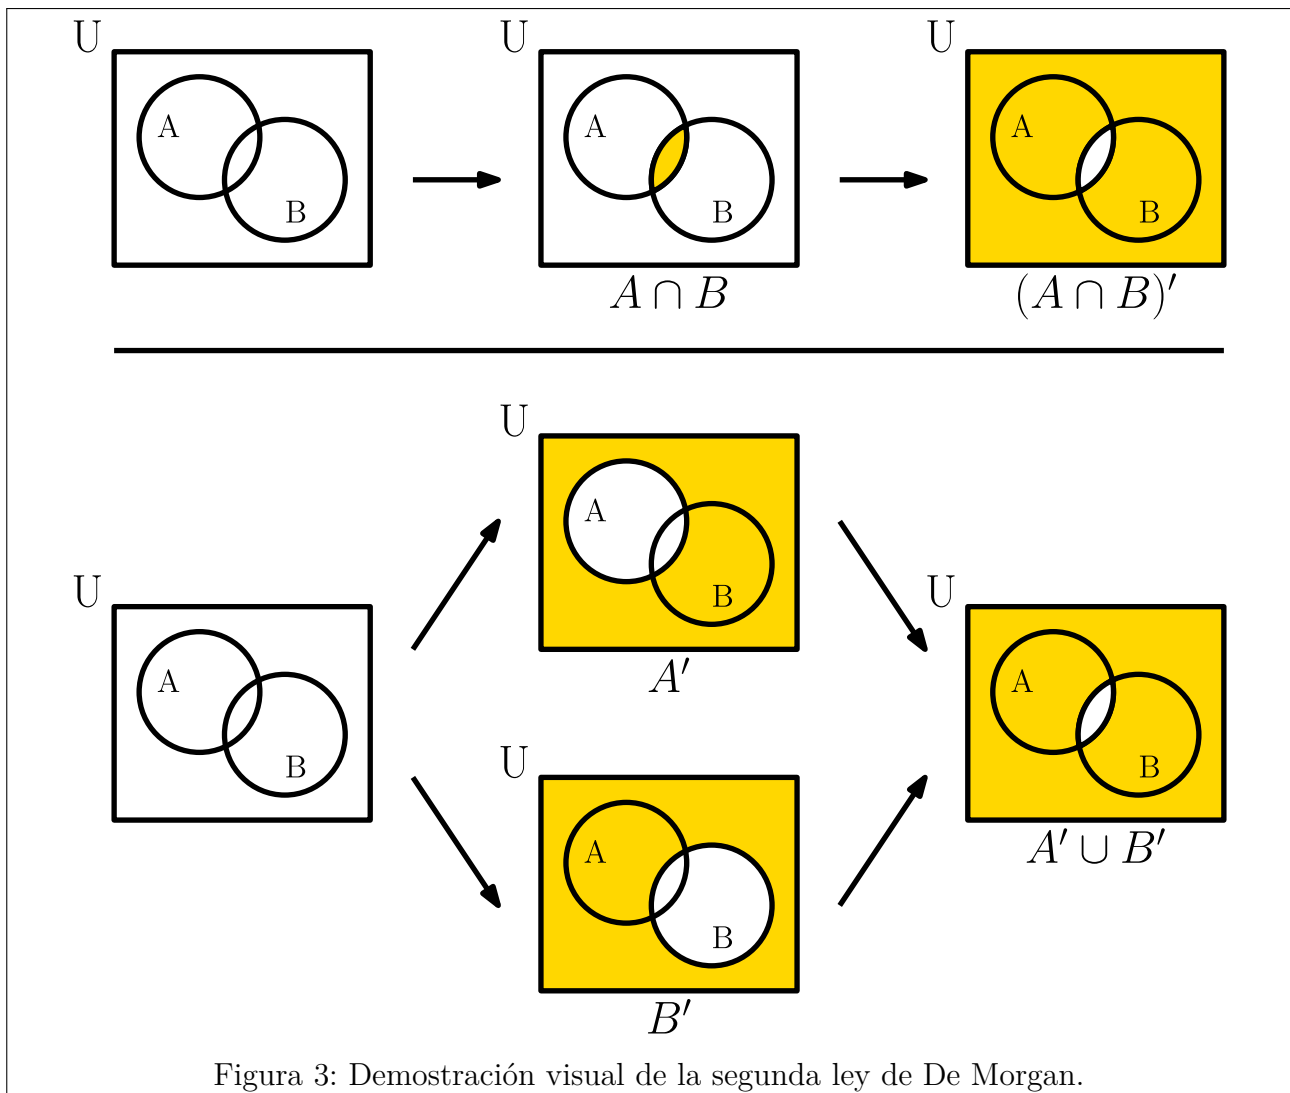 U U U
A A A
B B B
A ∩ B (A ∩ B)′
U
A
B
U A′ U
A A
B B
U
A
A′ ∪ B′
B
B′
Figura 3: Demostración visual de la segunda ley de De Morgan.